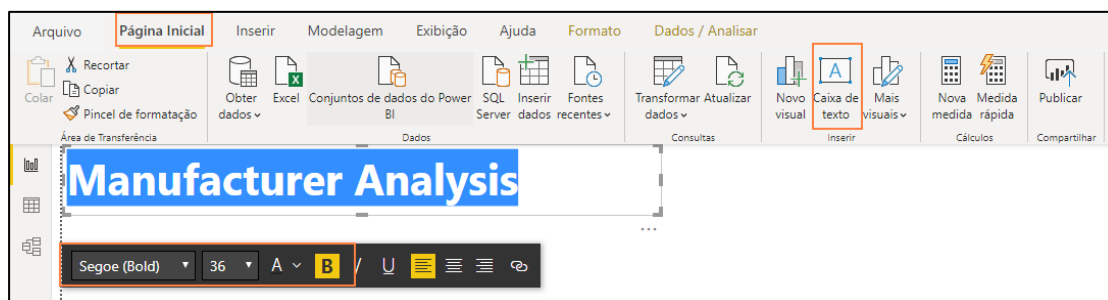 Arquivo Página Inicial Inserir Modelagem Exibição Ajuda Formato Dados / Analisar
Colar
Recortar
Copiar
Pincel de formatação
Área de Transferência
Obter dados
Excel
Conjuntos de dados do Power BI
SQL Server
Inserir dados
Fontes recentes
Dados
Transformar dados
Atualizar
Consultas
Novo visual
A
Caixa de texto
Mais visuais
Inserir
Nova medida
Medida rápida
Cálculos
Publicar
Compartilhar
Manufacturer Analysis
Segoe (Bold) 36 A B I U